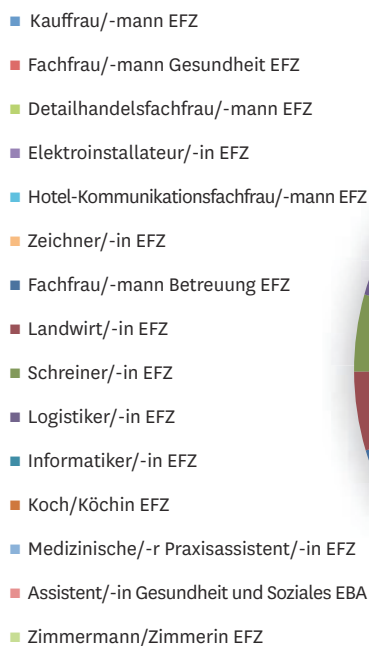 Kauffrau/-mann EFZ
Fachfrau/-mann Gesundheit EFZ
Detailhandelsfachfrau/-mann EFZ
Elektroinstallateur/-in EFZ
Hotel-Kommunikationsfachfrau/-mann EFZ
Zeichner/-in EFZ
Fachfrau/-mann Betreuung EFZ
Landwirt/-in EFZ
Schreiner/-in EFZ
Logistiker/-in EFZ
Informatiker/-in EFZ
Koch/Köchin EFZ
Medizinische/-r Praxisassistent/-in EFZ
Assistent/-in Gesundheit und Soziales EBA
Zimmermann/Zimmerin EFZ